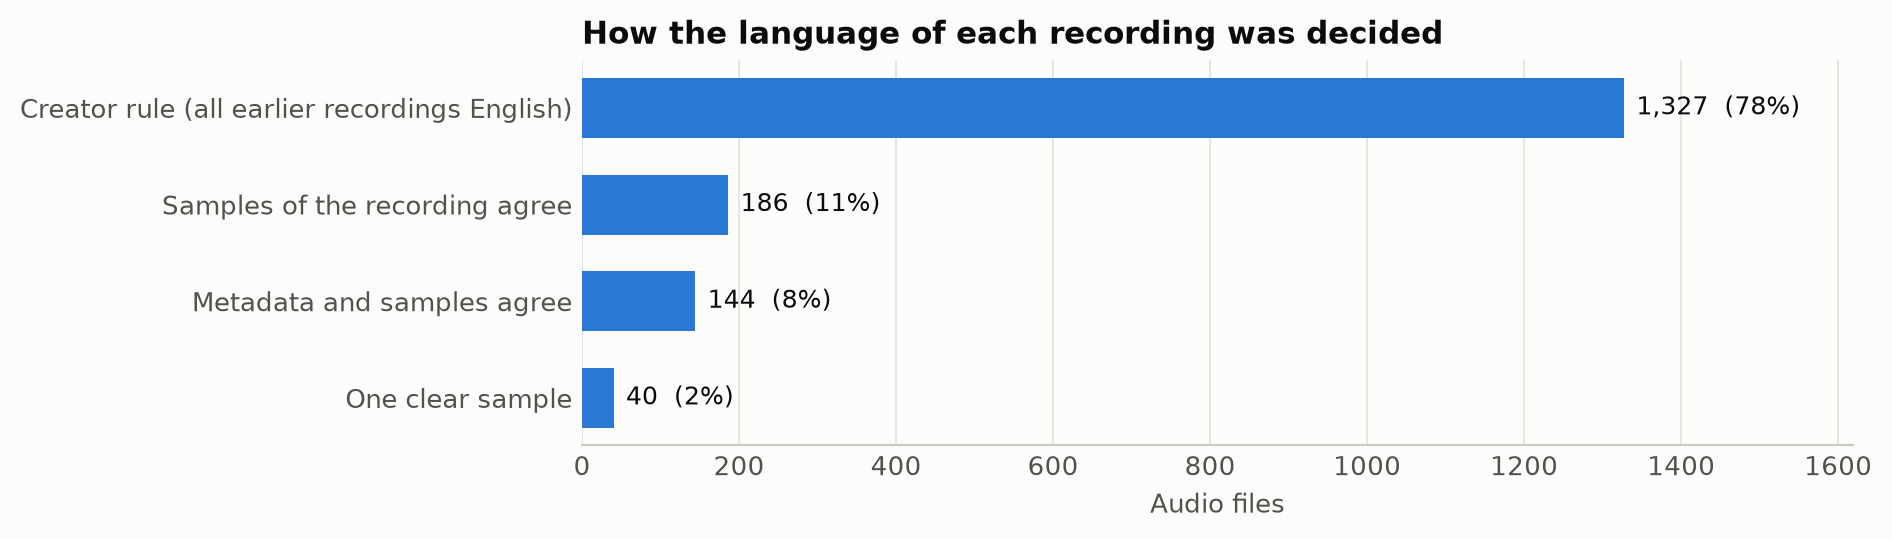 How the language of each recording was decided
Creator rule (all earlier recordings English)
1,327 (78%)
Samples of the recording agree
186 (11%)
Metadata and samples agree
144 (8%)
One clear sample
40 (2%)
0 200 400 600 800 1000 1200 1400 1600
Audio files